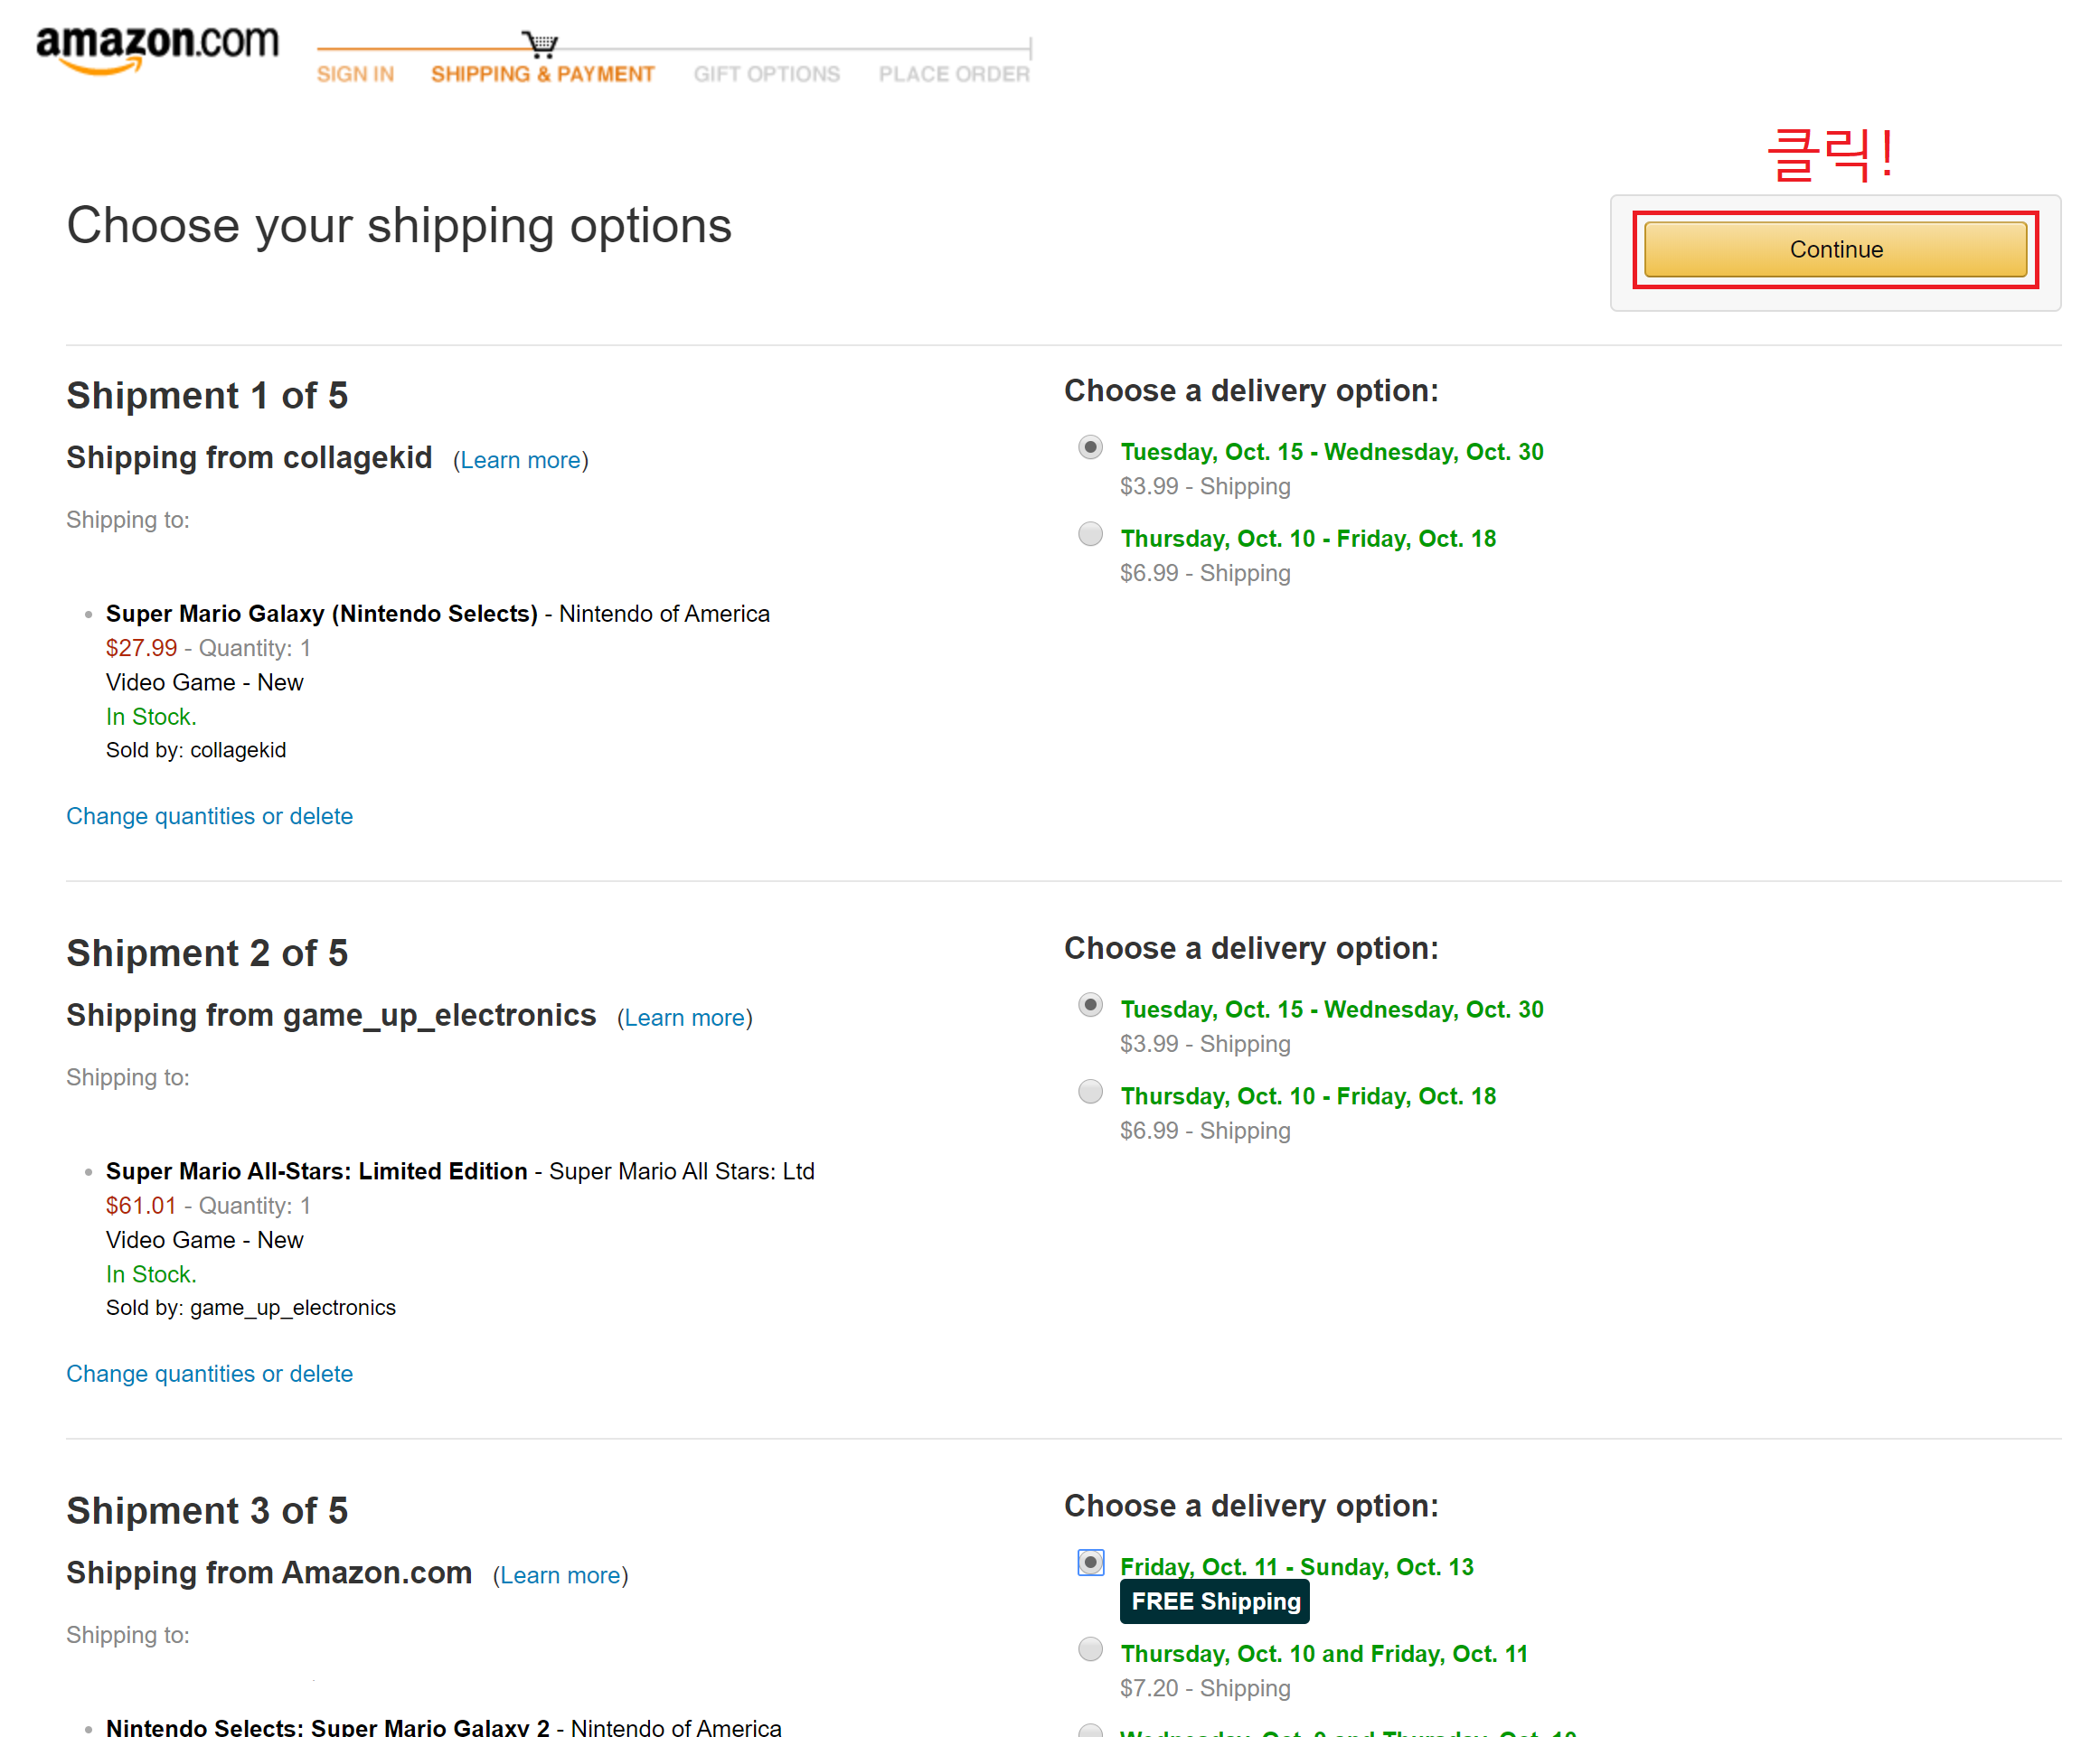 amazon.com
SIGN IN SHIPPING & PAYMENT GIFT OPTIONS PLACE ORDER
클릭!
Choose your shipping options
Continue
Shipment 1 of 5
Shipping from collagekid (Learn more)
Shipping to:
Super Mario Galaxy (Nintendo Selects) - Nintendo of America
$27.99 - Quantity: 1
Video Game - New
In Stock.
Sold by: collagekid
Change quantities or delete
Choose a delivery option:
Tuesday, Oct. 15 - Wednesday, Oct. 30
$3.99 - Shipping
Thursday, Oct. 10 - Friday, Oct. 18
$6.99 - Shipping
Shipment 2 of 5
Shipping from game_up_electronics (Learn more)
Shipping to:
Super Mario All-Stars: Limited Edition - Super Mario All Stars: Ltd
$61.01 - Quantity: 1
Video Game - New
In Stock.
Sold by: game_up_electronics
Change quantities or delete
Choose a delivery option:
Tuesday, Oct. 15 - Wednesday, Oct. 30
$3.99 - Shipping
Thursday, Oct. 10 - Friday, Oct. 18
$6.99 - Shipping
Shipment 3 of 5
Shipping from Amazon.com (Learn more)
Shipping to:
Nintendo Selects: Super Mario Galaxy 2 - Nintendo of America
Choose a delivery option:
Friday, Oct. 11 - Sunday, Oct. 13
FREE Shipping
Thursday, Oct. 10 and Friday, Oct. 11
$7.20 - Shipping
Wednesday, Oct. 9 and Thursday, Oct. 10